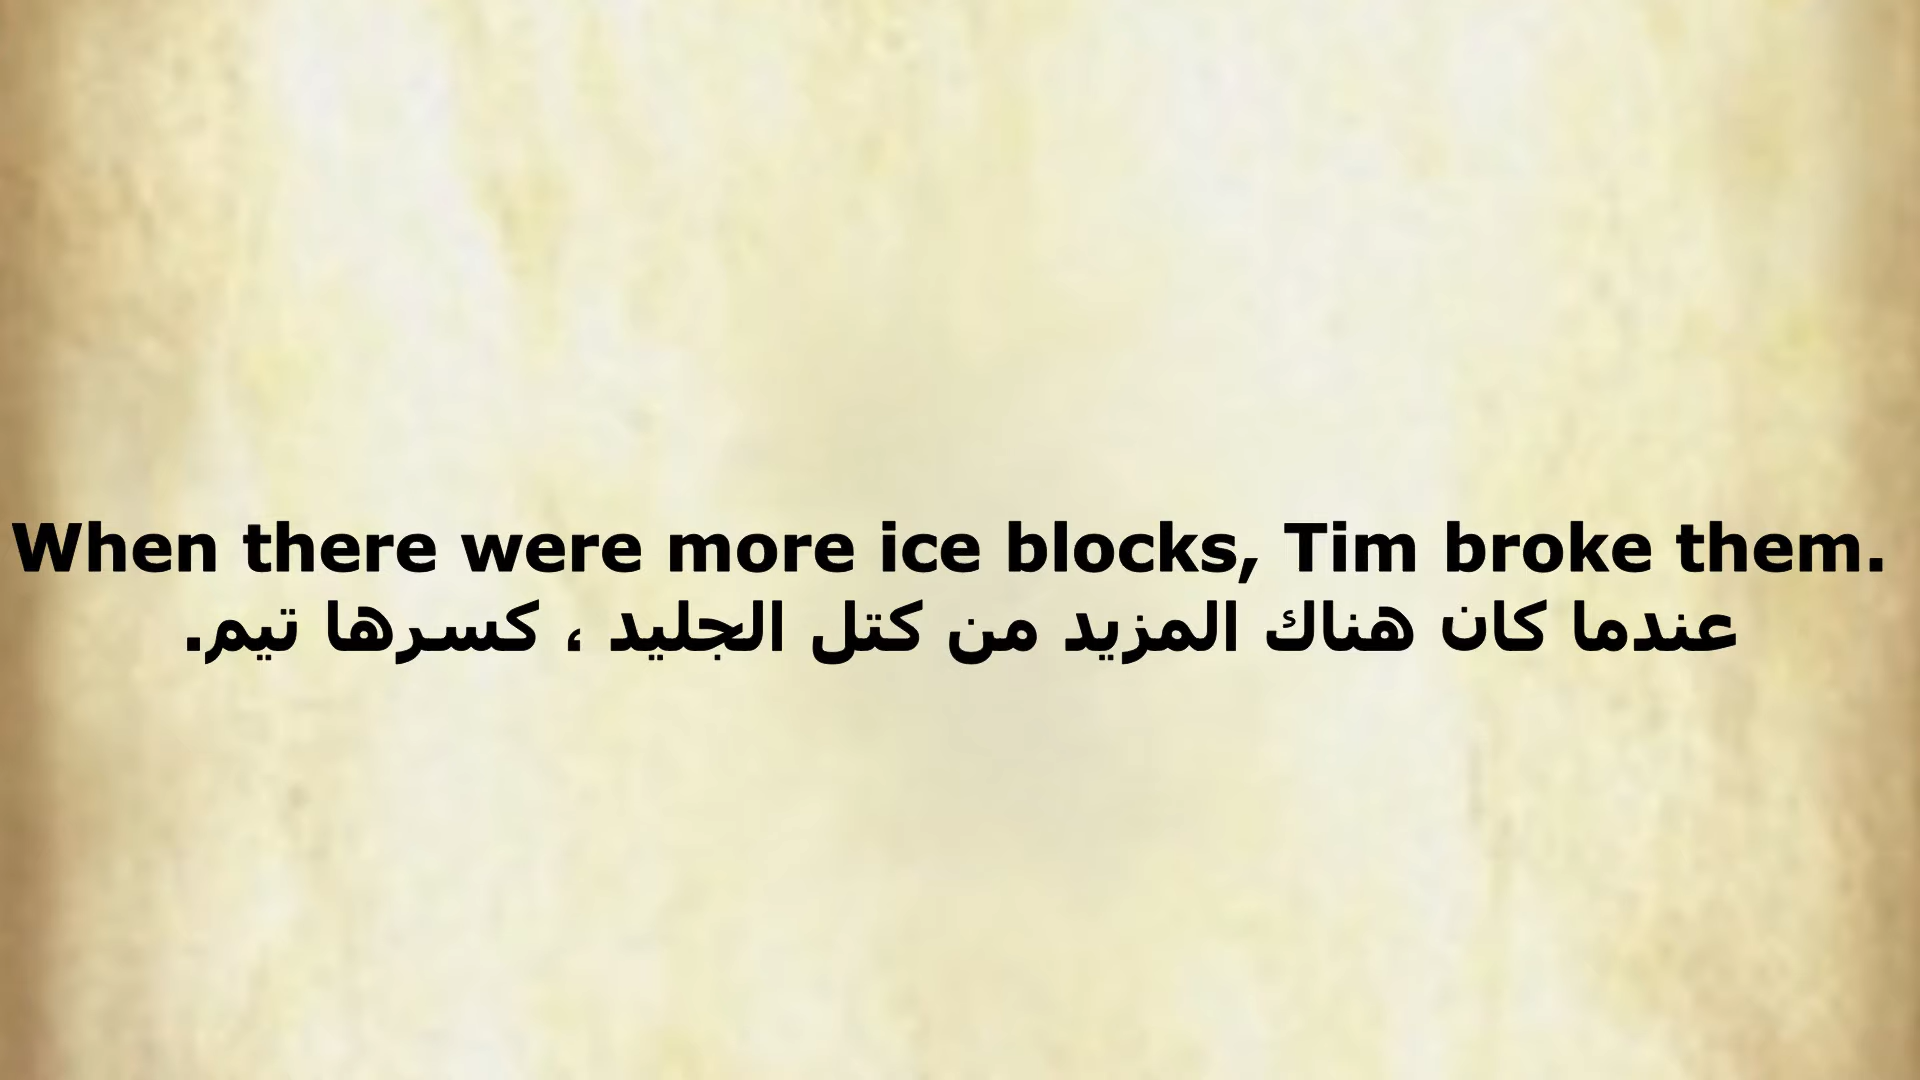 When there were more ice blocks, Tim broke them.
عندما كان هناك المزيد من كتل الجليد ، كسرها تيم.